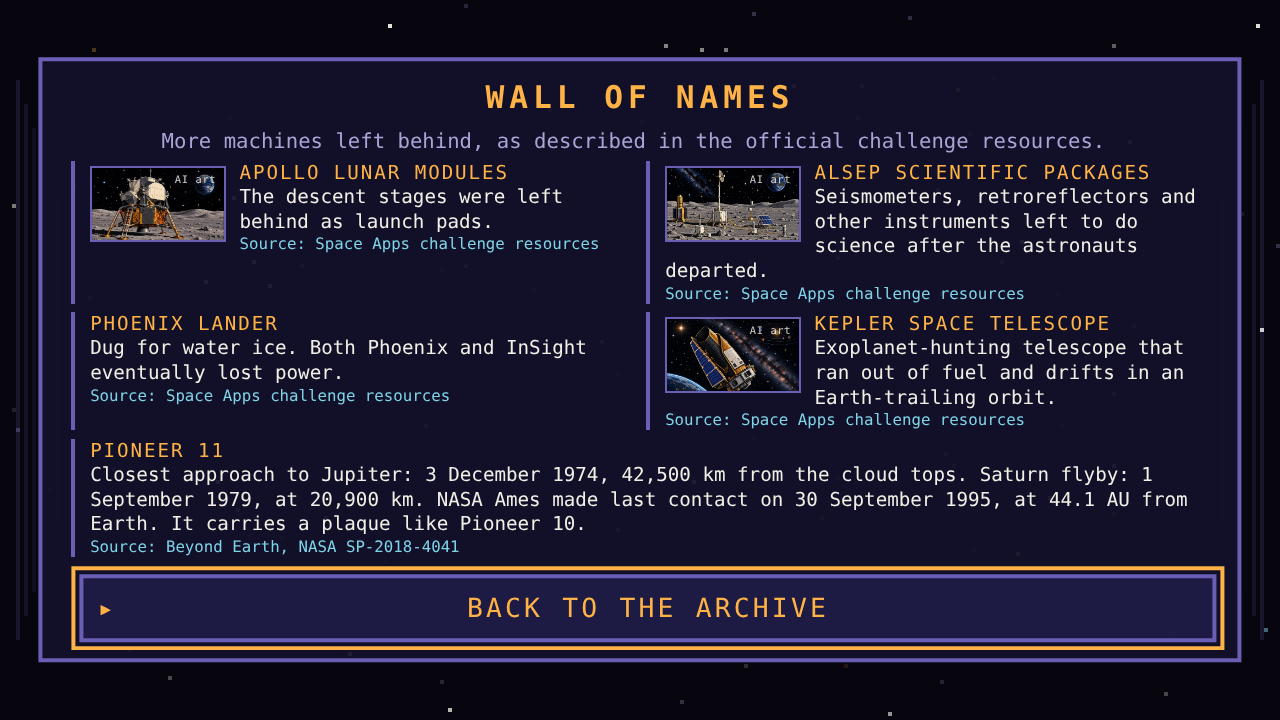 WALL OF NAMES
More machines left behind, as described in the official challenge resources.
AI art
APOLLO LUNAR MODULES
The descent stages were left
behind as launch pads.
Source: Space Apps challenge resources
AI art
ALSEP SCIENTIFIC PACKAGES
Seismometers, retroreflectors and
other instruments left to do
science after the astronauts
departed.
Source: Space Apps challenge resources
PHOENIX LANDER
Dug for water ice. Both Phoenix and InSight
eventually lost power.
Source: Space Apps challenge resources
AI art
KEPLER SPACE TELESCOPE
Exoplanet-hunting telescope that
ran out of fuel and drifts in an
Earth-trailing orbit.
Source: Space Apps challenge resources
PIONEER 11
Closest approach to Jupiter: 3 December 1974, 42,500 km from the cloud tops. Saturn flyby: 1
September 1979, at 20,900 km. NASA Ames made last contact on 30 September 1995, at 44.1 AU from
Earth. It carries a plaque like Pioneer 10.
Source: Beyond Earth, NASA SP-2018-4041
▶ BACK TO THE ARCHIVE